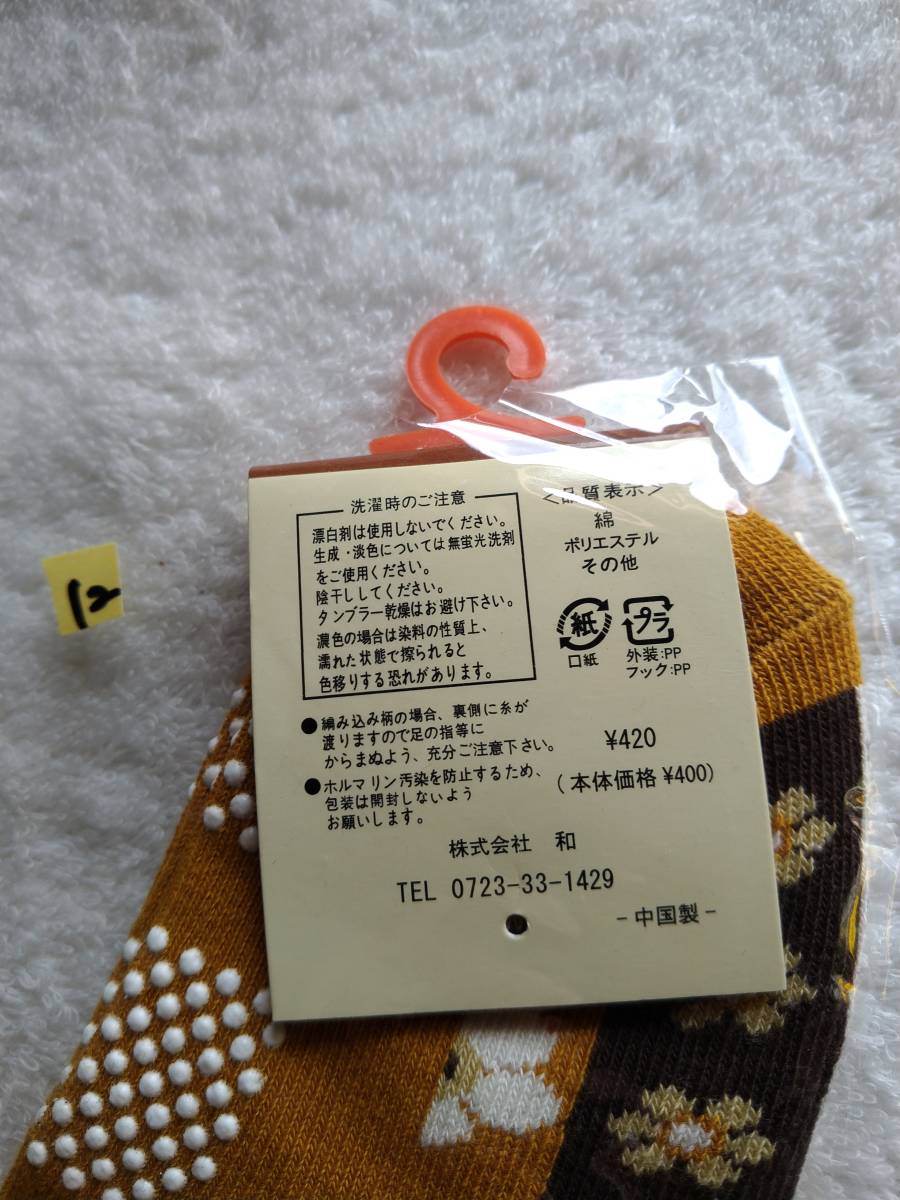 洗濯時のご注意
漂白剤は使用しないでください。
生成・淡色については無蛍光洗剤
をご使用ください。
陰干ししてください。
タンブラー乾燥はお避け下さい。
濃色の場合は染料の性質上、
濡れた状態で擦られると
色移りする恐れがあります。
●編み込み柄の場合、裏側に糸が
渡りますので足の指等に
からまぬよう、充分ご注意下さい。
●ホルマリン汚染を防止するため、
包装は開封しないよう
お願いします。
<品質表示>
綿
ポリエステル
その他
紙
口紙
プラ
外装:PP
フック:PP
¥420
(本体価格¥400)
株式会社 和
TEL 0723-33-1429
-中国製-
12